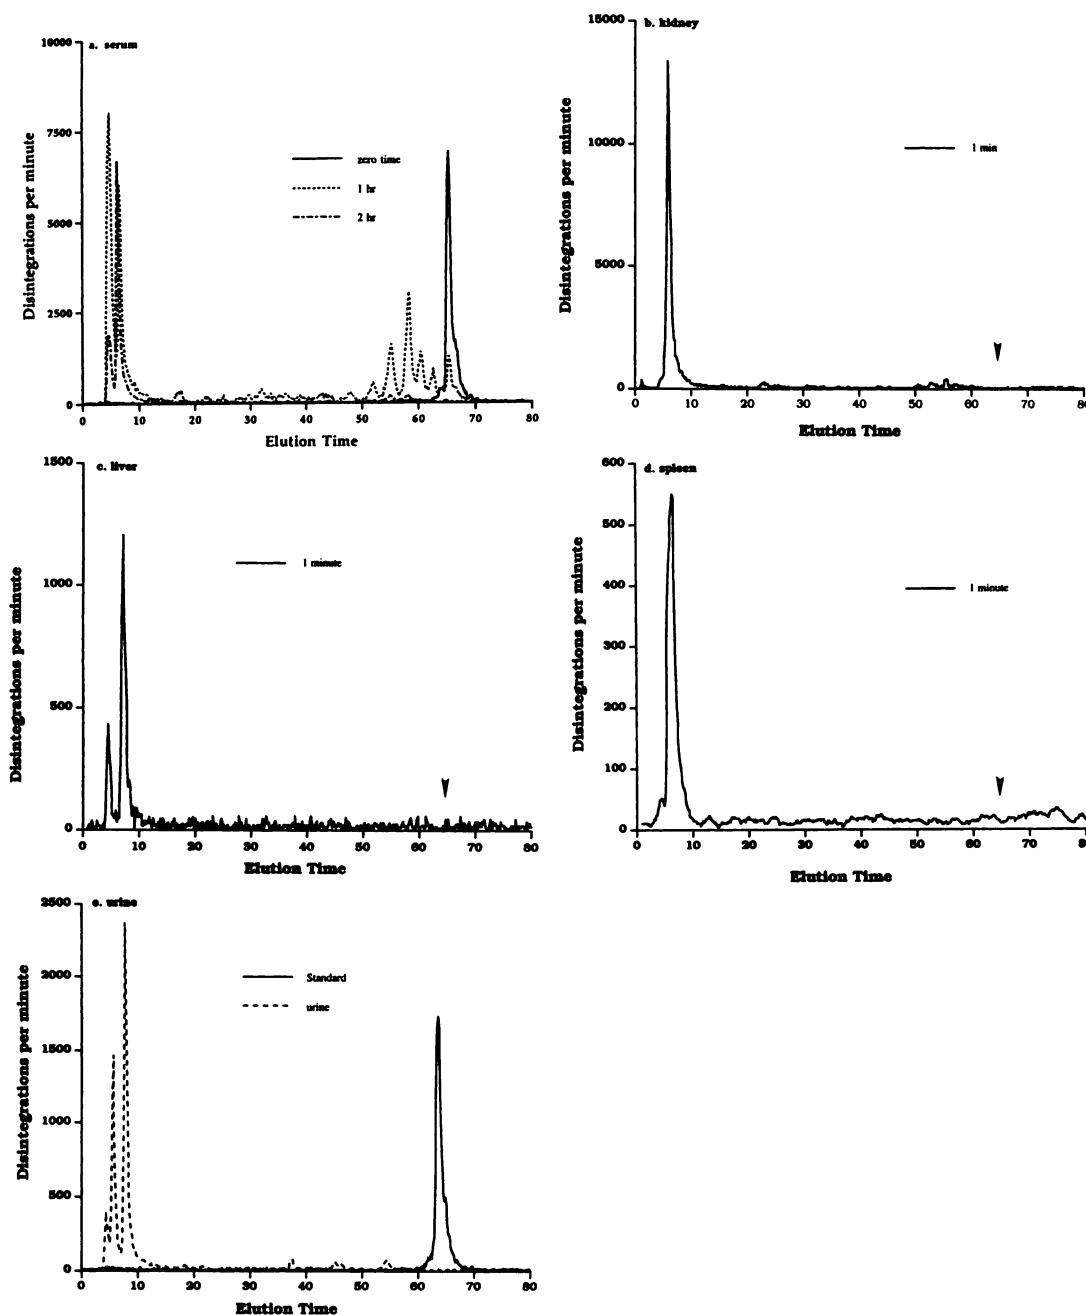 a. serum
10000
7500
5000
2500
0
Disintegrations per minute
zero time
1 hr
2 hr
0 10 20 30 40 50 60 70 80
Elution Time
b. kidney
15000
10000
5000
0
Disintegrations per minute
1 min
0 10 20 30 40 50 60 70 80
Elution Time
c. liver
1500
1000
500
0
Disintegrations per minute
1 minute
0 10 20 30 40 50 60 70 80
Elution Time
d. spleen
600
500
400
300
200
100
0
Disintegrations per minute
1 minute
0 10 20 30 40 50 60 70 80
Elution Time
e. urine
2500
2000
1500
1000
500
0
Disintegrations per minute
Standard
urine
0 10 20 30 40 50 60 70 80
Elution Time